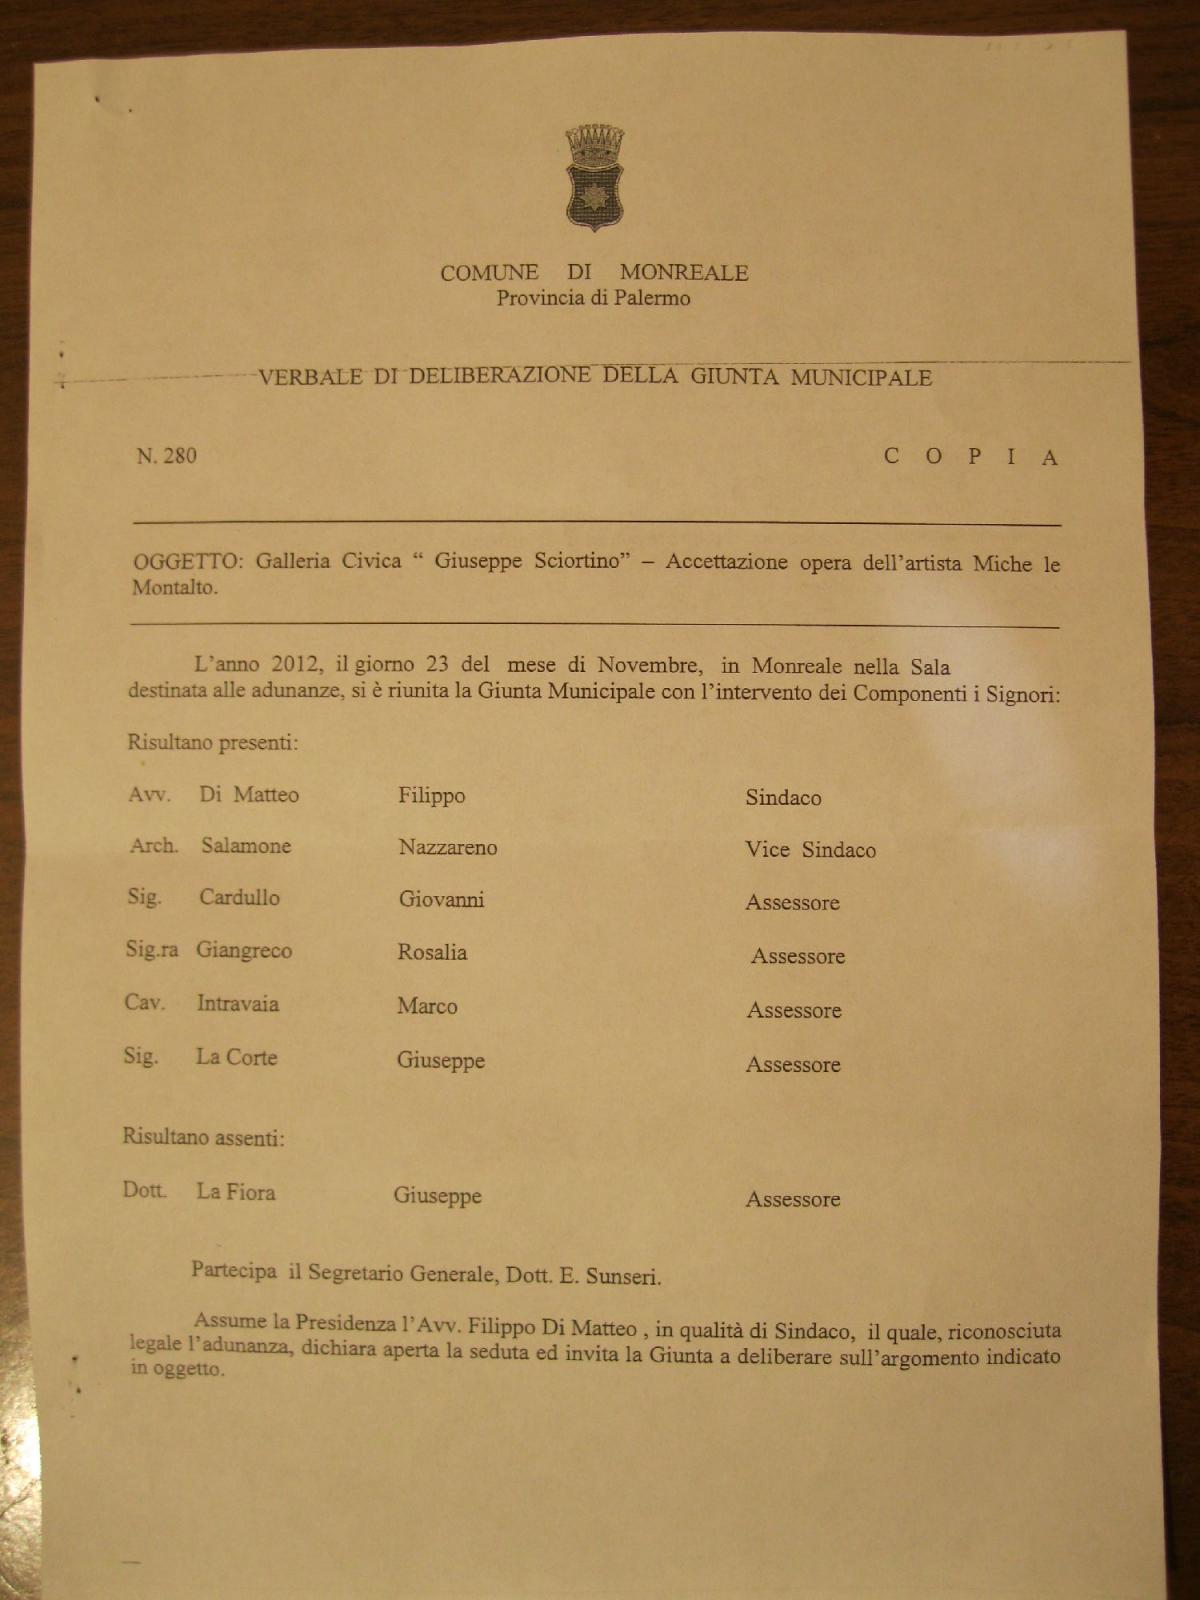 COMUNE DI MONREALE
Provincia di Palermo
VERBALE DI DELIBERAZIONE DELLA GIUNTA MUNICIPALE
N. 280 C O P I A
OGGETTO: Galleria Civica “ Giuseppe Sciortino” – Accettazione opera dell’artista Miche le
Montalto.
L’anno 2012, il giorno 23 del mese di Novembre, in Monreale nella Sala
destinata alle adunanze, si è riunita la Giunta Municipale con l’intervento dei Componenti i Signori:
Risultano presenti:
Avv. Di Matteo Filippo Sindaco
Arch. Salamone Nazzareno Vice Sindaco
Sig. Cardullo Giovanni Assessore
Sig.ra Giangreco Rosalia Assessore
Cav. Intravaia Marco Assessore
Sig. La Corte Giuseppe Assessore
Risultano assenti:
Dott. La Fiora Giuseppe Assessore
Partecipa il Segretario Generale, Dott. E. Sunseri.
Assume la Presidenza l’Avv. Filippo Di Matteo , in qualità di Sindaco, il quale, riconosciuta
legale l’adunanza, dichiara aperta la seduta ed invita la Giunta a deliberare sull’argomento indicato
in oggetto.